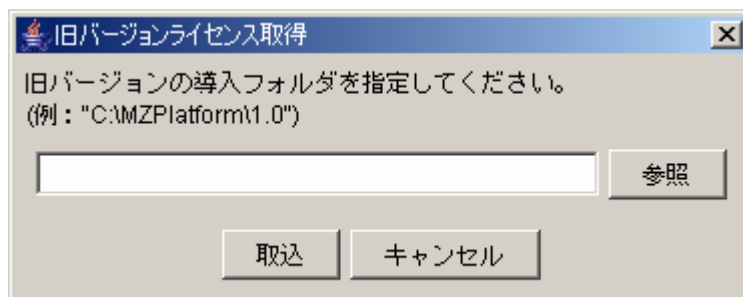 旧バージョンライセンス取得
旧バージョンの導入フォルダを指定してください。
(例："C:\MZPlatform\1.0")
参照
取込
キャンセル